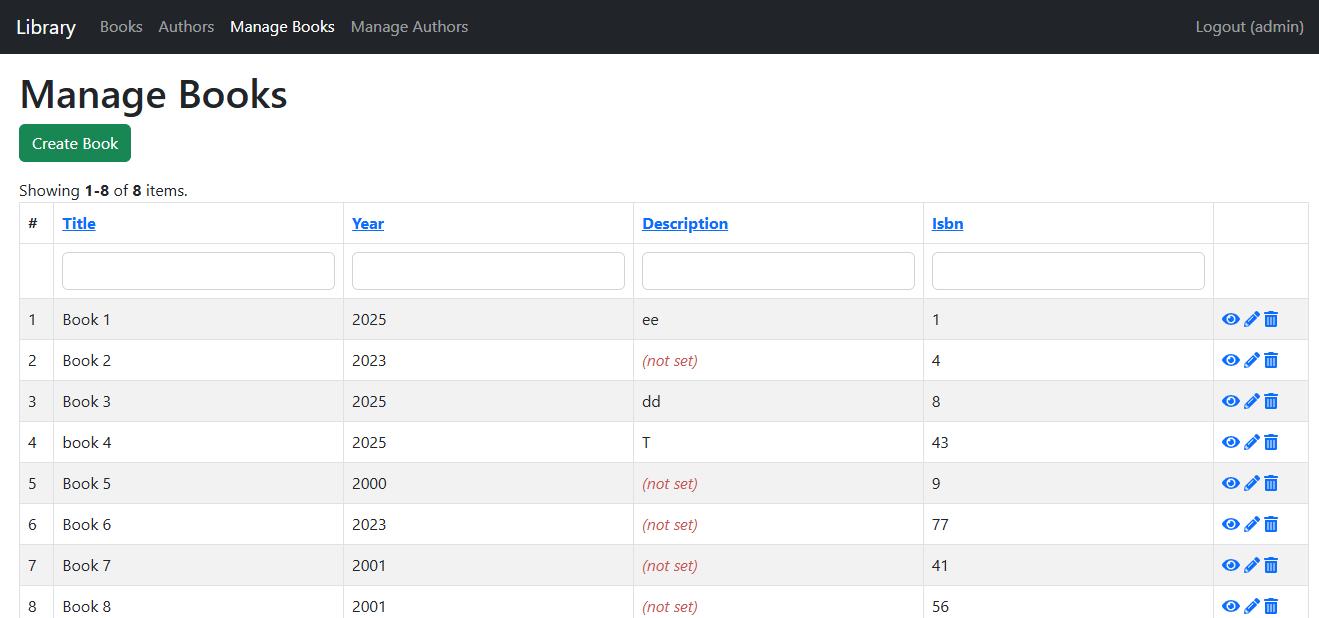 Library Books Authors Manage Books Manage Authors Logout (admin)
Manage Books
Create Book
Showing 1-8 of 8 items.
# Title Year Description Isbn
1 Book 1 2025 ee 1
2 Book 2 2023 (not set) 4
3 Book 3 2025 dd 8
4 book 4 2025 T 43
5 Book 5 2000 (not set) 9
6 Book 6 2023 (not set) 77
7 Book 7 2001 (not set) 41
8 Book 8 2001 (not set) 56